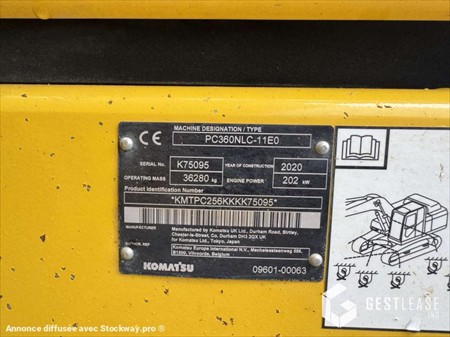 MACHINE DESIGNATION / TYPE
CE PC360NLC-11E0
SERIAL No. K75095 YEAR OF CONSTRUCTION 2020
OPERATING MASS 36280 kg ENGINE POWER 202 kW
Product Identification Number
*KMTPC256KKKK75095*
MANUFACTURER
Manufactured by
Komatsu UK Ltd., Durham Road, Birtley,
Chester-le-Street, Co. Durham DH3 2QX UK
for Komatsu Ltd., Tokyo, Japan
AUTHOR. REP
Komatsu Europe International B.V. Mechelsesteenweg 586,
B1800, Vilvoorde, Belgium
KOMATSU 09601-00063
GESTLEASE
Annonce diffusée avec Stockway.pro ®